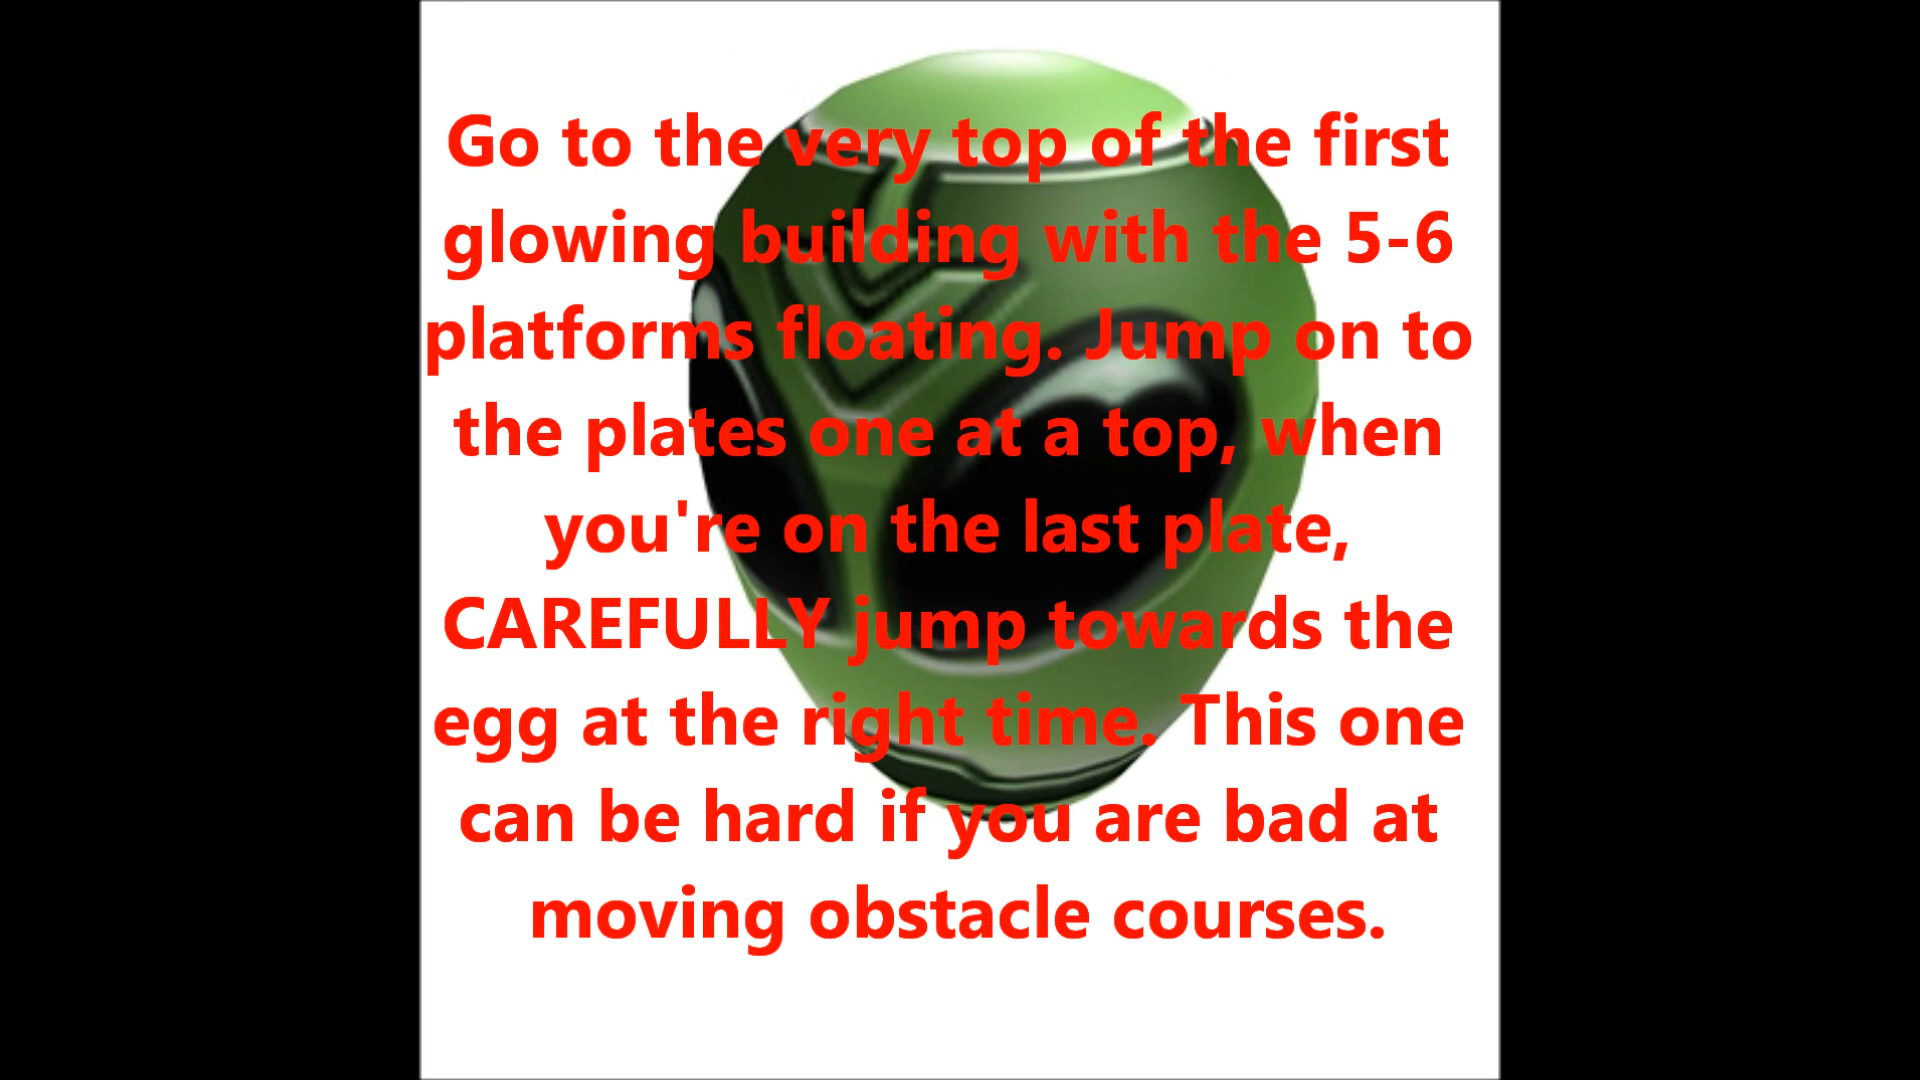 Go to the very top of the first
glowing building with the 5-6
platforms floating. Jump on to
the plates one at a top, when
you're on the last plate,
CAREFULLY jump towards the
egg at the right time. This one
can be hard if you are bad at
moving obstacle courses.